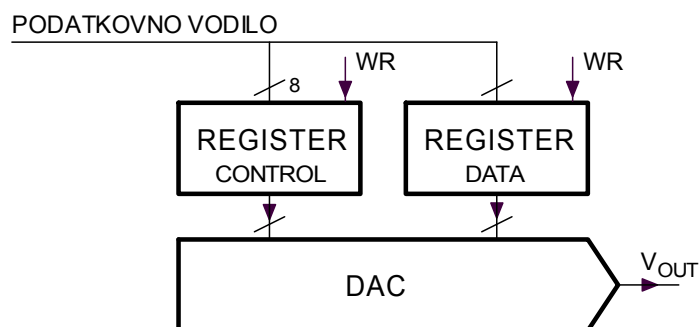 PODATKOVNO VODILO
8
WR
WR
REGISTER
CONTROL
REGISTER
DATA
DAC
VOUT